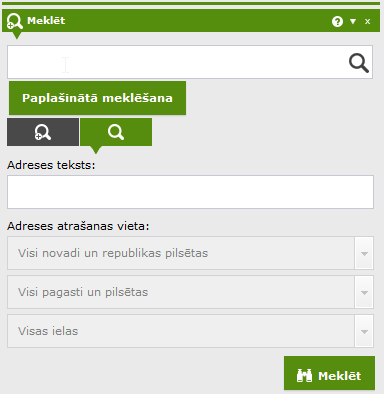 Meklēt
Paplašinātā meklēšana
Adreses teksts:
Adreses atrašanas vieta:
Visi novadi un republikas pilsētas
Visi pagasti un pilsētas
Visas ielas
Meklēt